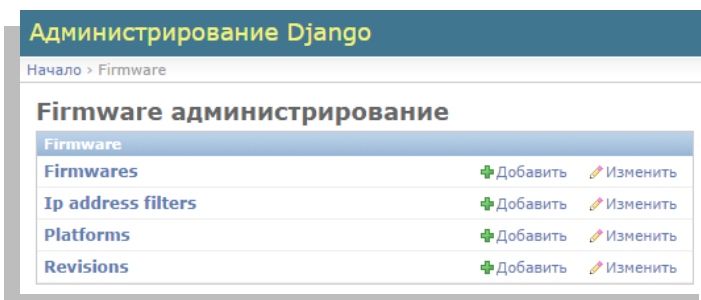 Администрирование Django
Начало › Firmware
Firmware администрирование
Firmware
Firmwares Добавить Изменить
Ip address filters Добавить Изменить
Platforms Добавить Изменить
Revisions Добавить Изменить